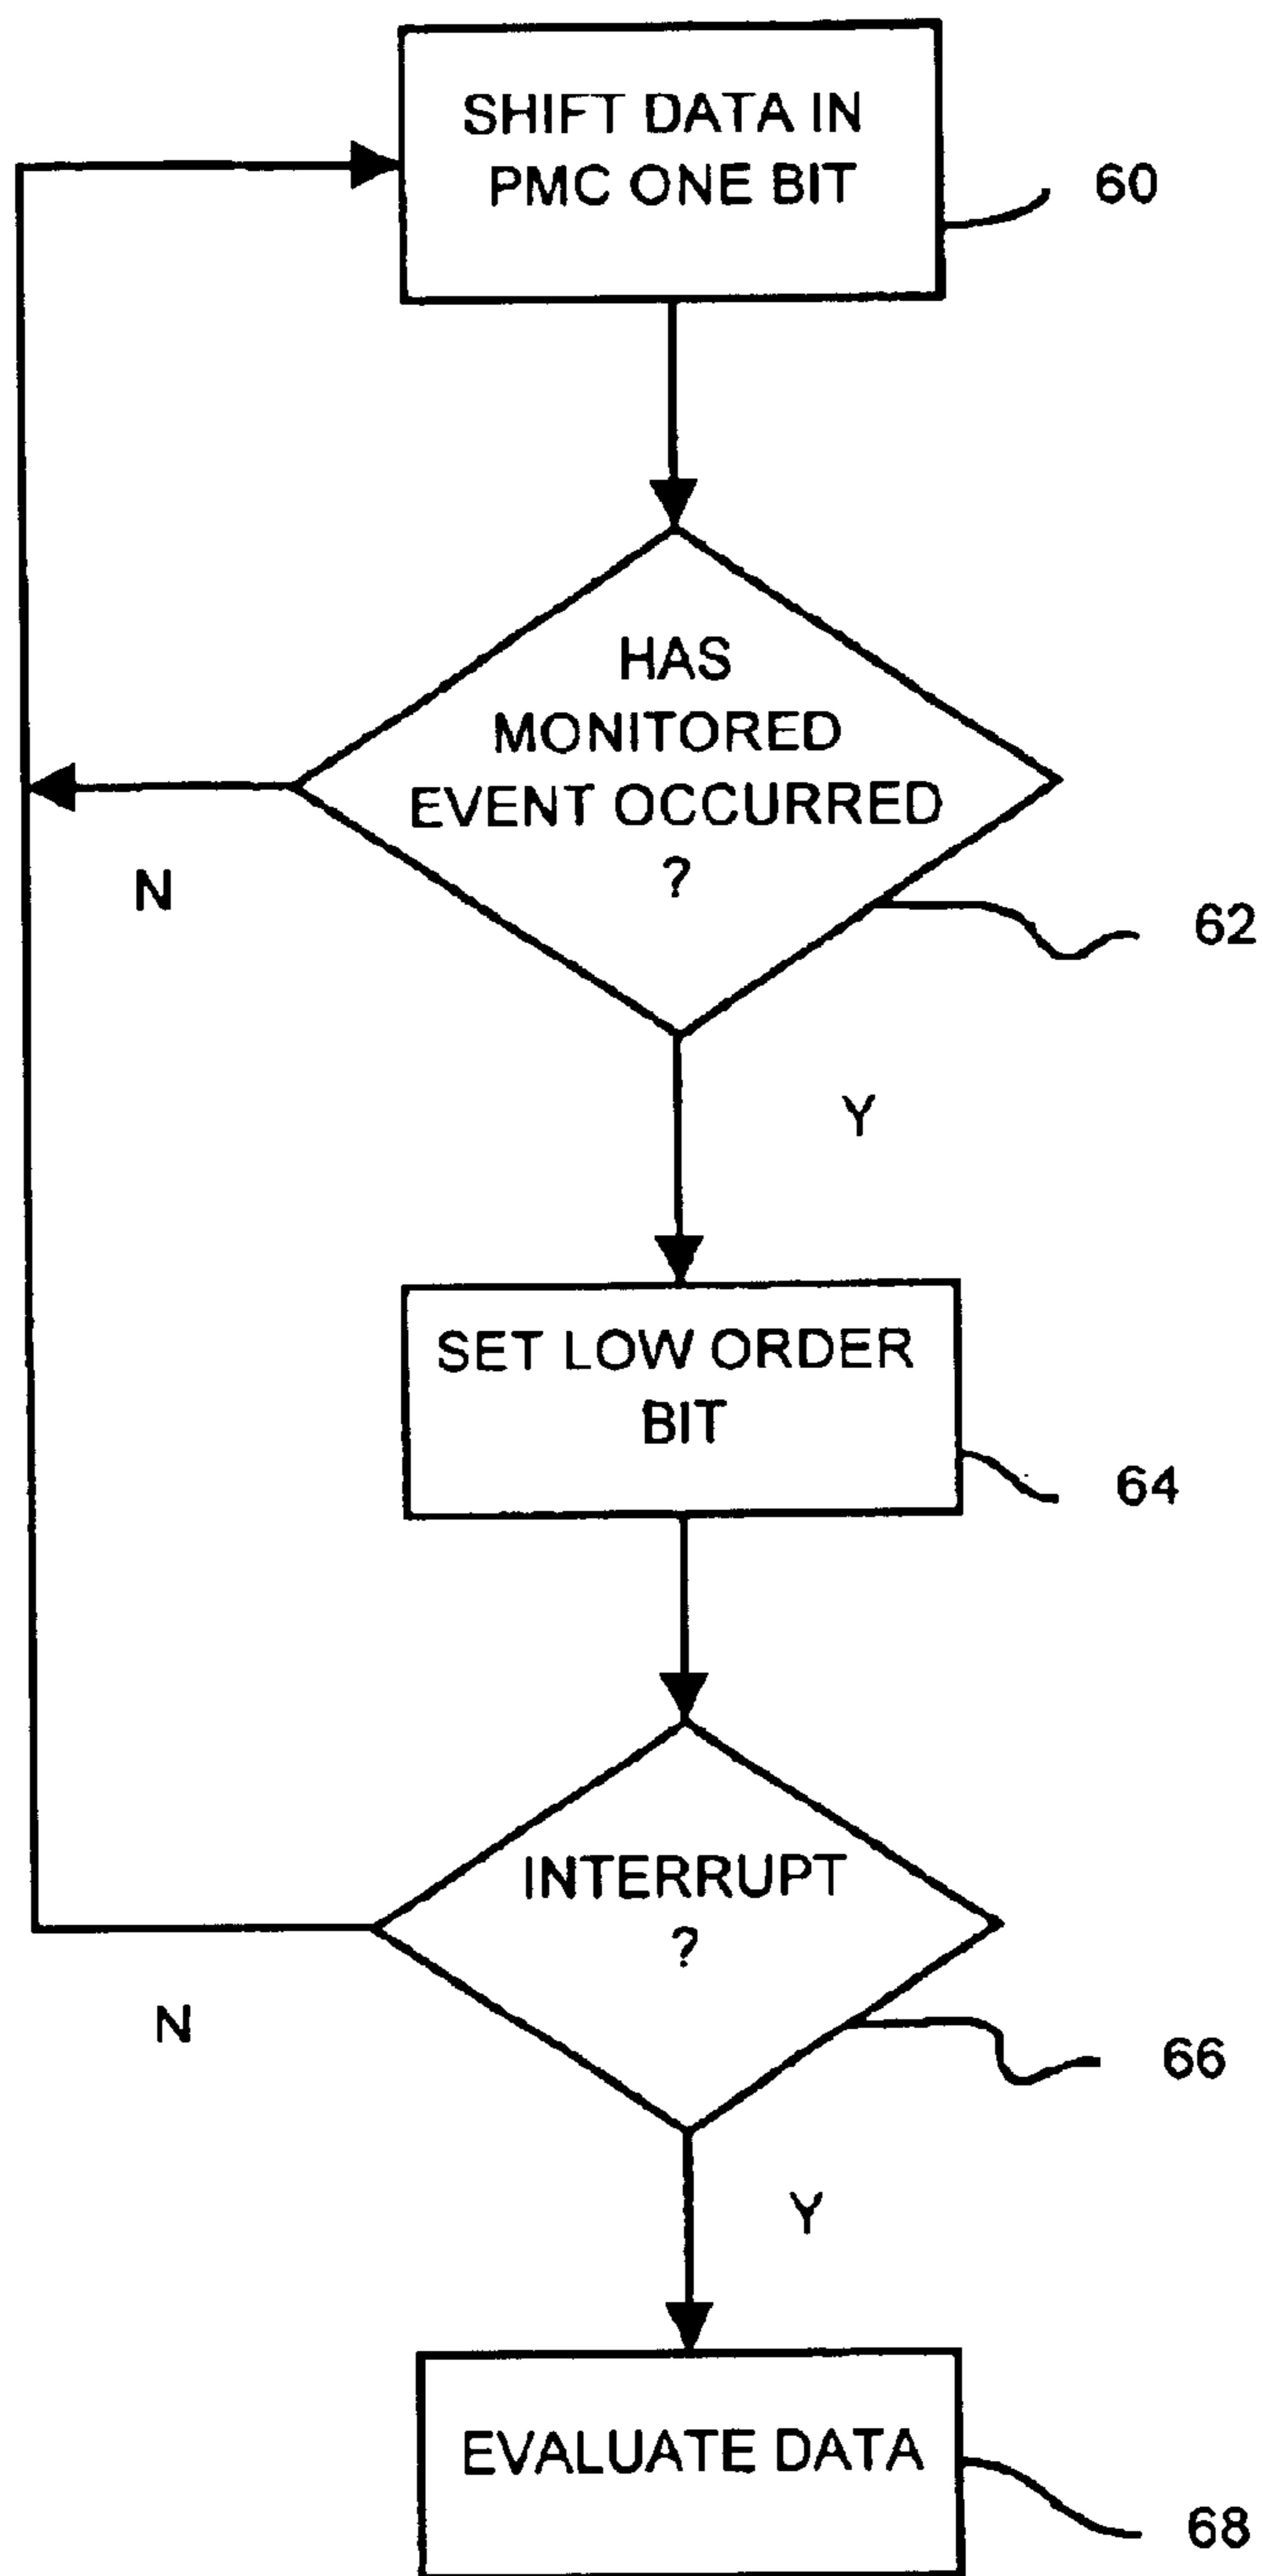 SHIFT DATA IN
PMC ONE BIT
60
HAS
MONITORED
EVENT OCCURRED
?
N
62
Y
SET LOW ORDER
BIT
64
INTERRUPT
?
N
66
Y
EVALUATE DATA
68